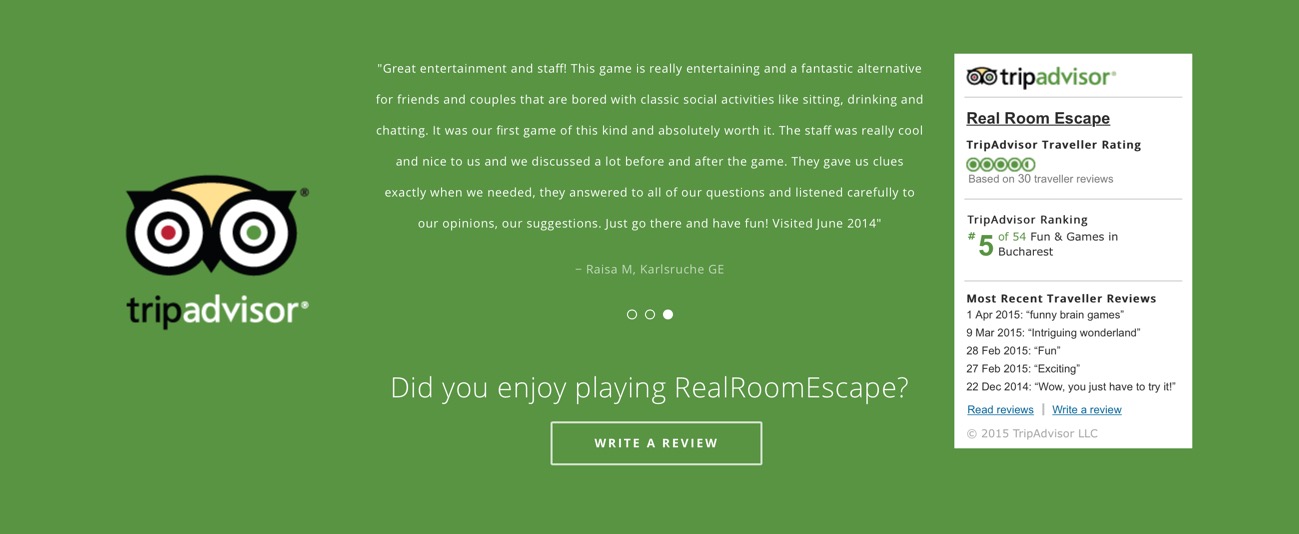 tripadvisor®
"Great entertainment and staff! This game is really entertaining and a fantastic alternative
for friends and couples that are bored with classic social activities like sitting, drinking and
chatting. It was our first game of this kind and absolutely worth it. The staff was really cool
and nice to us and we discussed a lot before and after the game. They gave us clues
exactly when we needed, they answered to all of our questions and listened carefully to
our opinions, our suggestions. Just go there and have fun! Visited June 2014"
~ Raisa M, Karlsruche GE
Did you enjoy playing RealRoomEscape?
WRITE A REVIEW
tripadvisor®
Real Room Escape
TripAdvisor Traveller Rating
Based on 30 traveller reviews
TripAdvisor Ranking
#5 of 54 Fun & Games in
Bucharest
Most Recent Traveller Reviews
1 Apr 2015: “funny brain games”
9 Mar 2015: “Intriguing wonderland”
28 Feb 2015: “Fun”
27 Feb 2015: “Exciting”
22 Dec 2014: “Wow, you just have to try it!”
Read reviews | Write a review
© 2015 TripAdvisor LLC